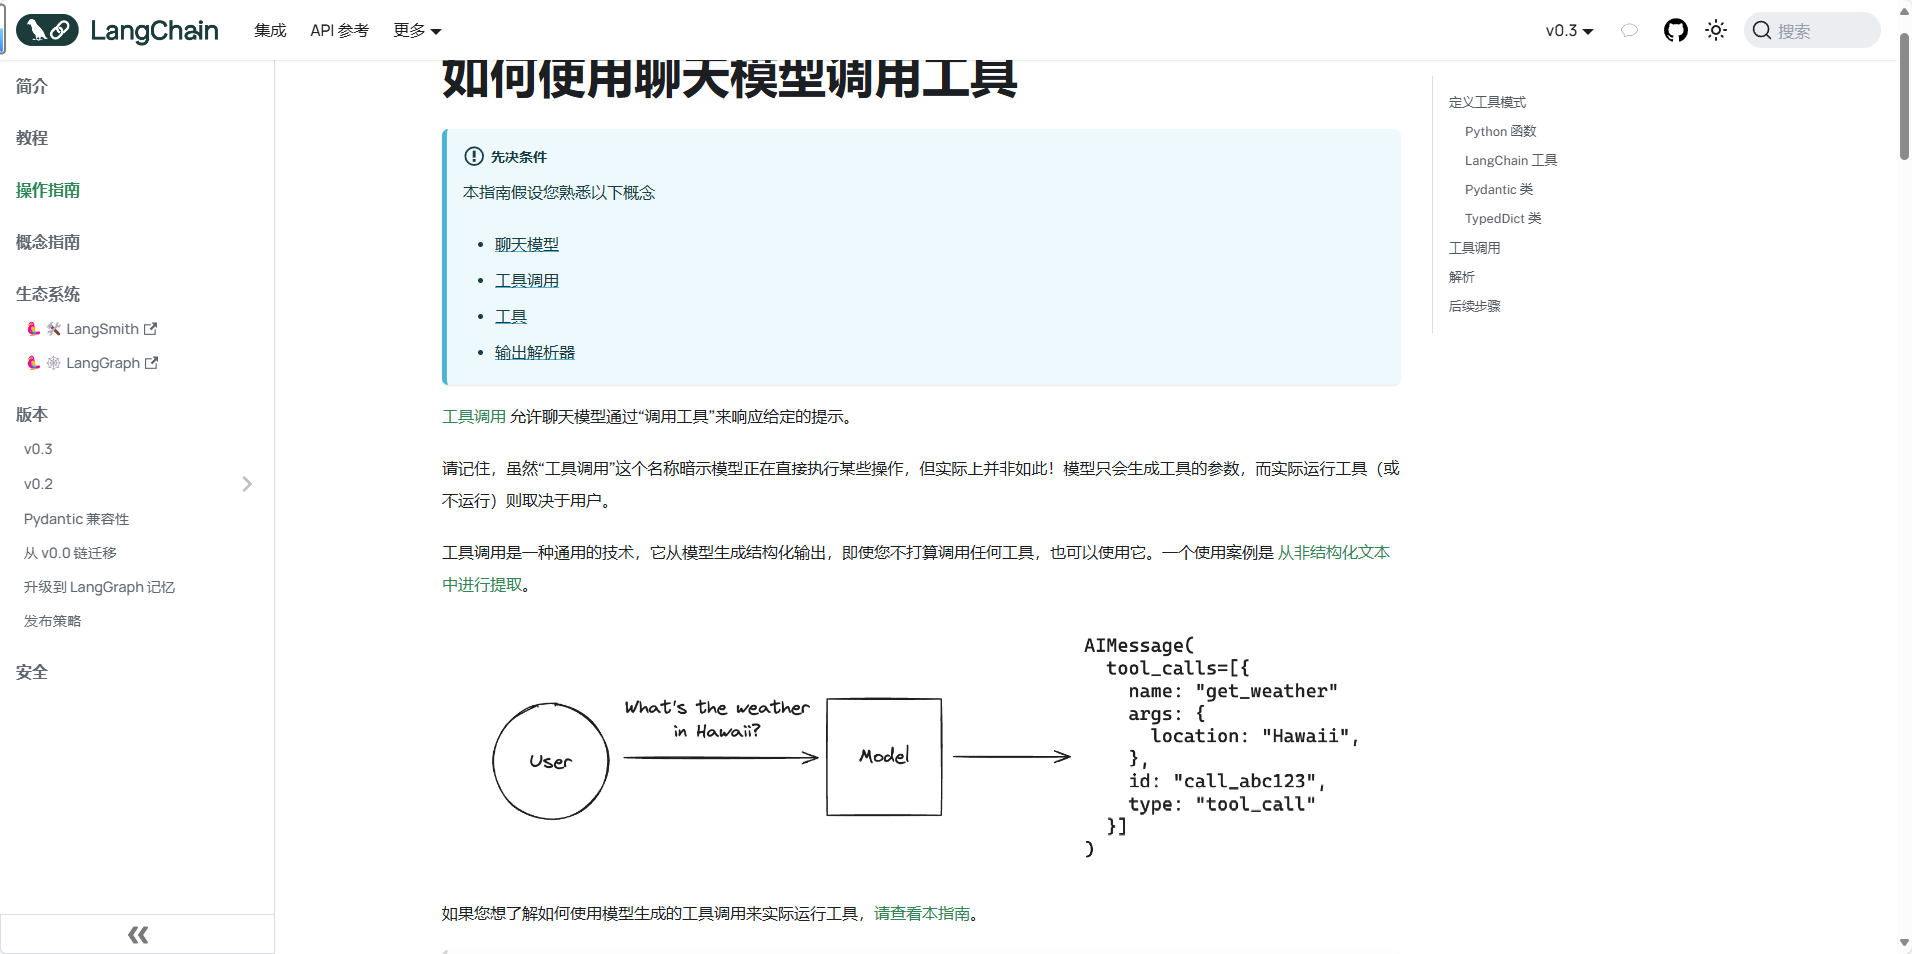 LangChain
集成
API 参考
更多
v0.3
搜索
简介
教程
操作指南
概念指南
生态系统
LangSmith
LangGraph
版本
v0.3
v0.2
Pydantic 兼容性
从 v0.0 链迁移
升级到 LangGraph 记忆
发布策略
安全
如何使用聊天模型调用工具
先决条件
本指南假设您熟悉以下概念
聊天模型
工具调用
工具
输出解析器
工具调用 允许聊天模型通过“调用工具”来响应给定的提示。
请记住，虽然“工具调用”这个名称暗示模型正在直接执行某些操作，但实际上并非如此！模型只会生成工具的参数，而实际运行工具（或
不运行）则取决于用户。
工具调用是一种通用的技术，它从模型生成结构化输出，即使您不打算调用任何工具，也可以使用它。一个使用案例是 从非结构化文本
中进行提取。
User
What's the weather
in Hawaii?
Model
AIMessage(
tool_calls=[{
name: "get_weather"
args: {
location: "Hawaii",
},
id: "call_abc123",
type: "tool_call"
}]
)
如果您想了解如何使用模型生成的工具调用来实际运行工具，请查看本指南。
定义工具模式
Python 函数
LangChain 工具
Pydantic 类
TypedDict 类
工具调用
解析
后续步骤